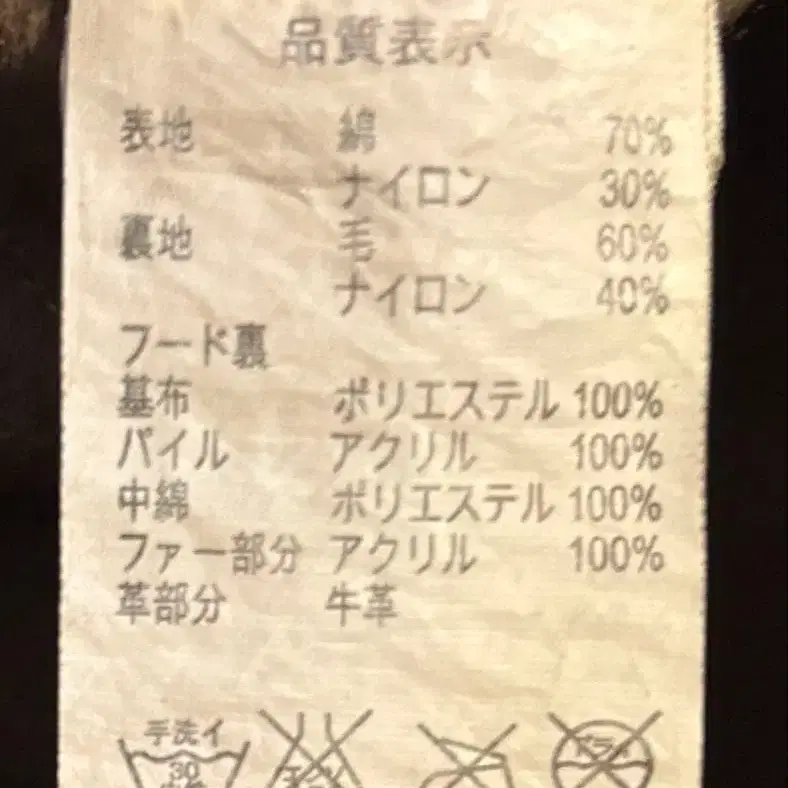 品質表示
表地 綿 70%
ナイロン 30%
裏地 毛 60%
ナイロン 40%
フード裏
基布 ポリエステル 100%
パイル アクリル 100%
中綿 ポリエステル 100%
ファー部分 アクリル 100%
革部分 牛革
手洗イ
30